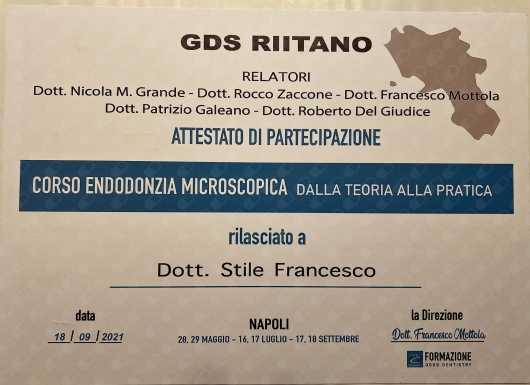 GDS RIITANO
RELATORI
Dott. Nicola M. Grande - Dott. Rocco Zaccone - Dott. Francesco Mottola
Dott. Patrizio Galeano - Dott. Roberto Del Giudice
ATTESTATO DI PARTECIPAZIONE
CORSO ENDODONZIA MICROSCOPICA DALLA TEORIA ALLA PRATICA
rilasciato a
Dott. Stile Francesco
data
18 / 09 / 2021
NAPOLI
28, 29 MAGGIO - 16, 17 LUGLIO - 17, 18 SETTEMBRE
la Direzione
Dott. Francesco Mottola
FORMAZIONE
GOOD DENTISTRY